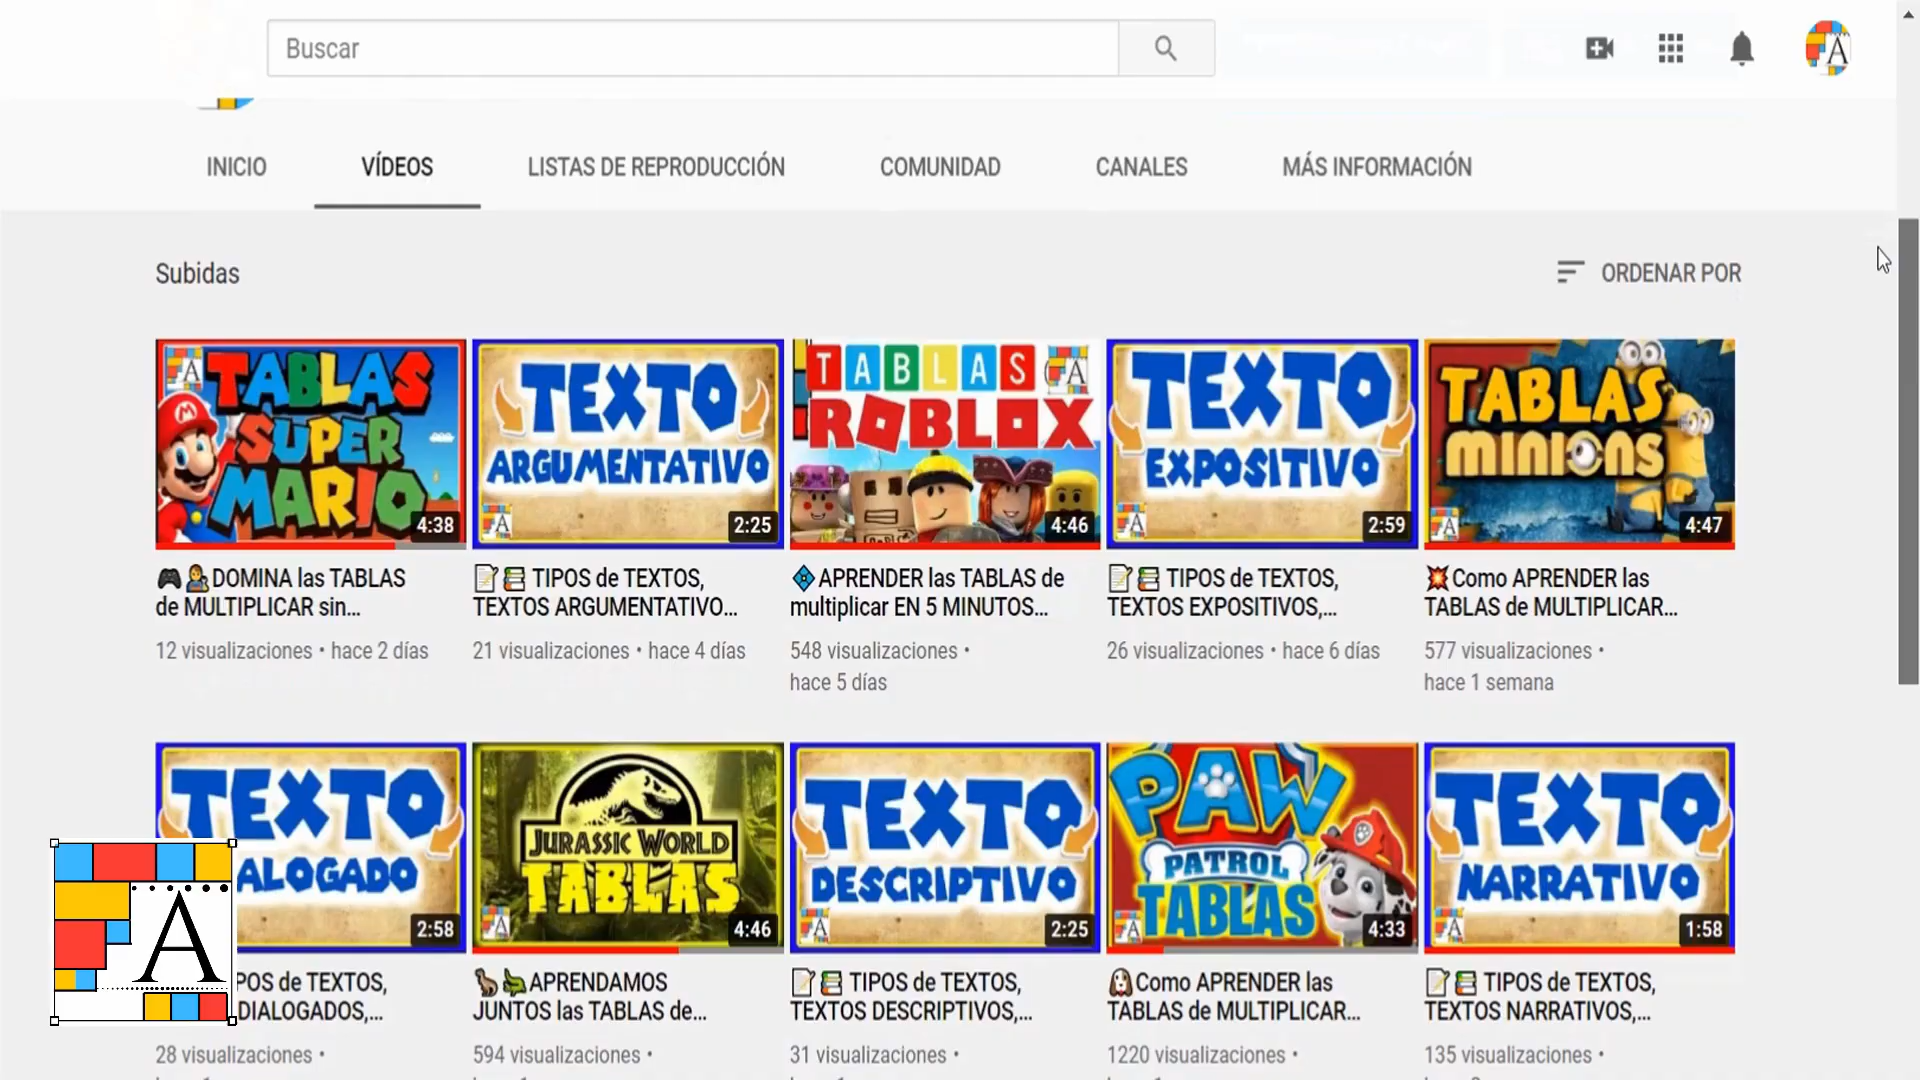 Buscar
INICIO
VÍDEOS
LISTAS DE REPRODUCCIÓN
COMUNIDAD
CANALES
MÁS INFORMACIÓN
Subidas
ORDENAR POR
TABLAS
SUPER
MARIO
4:38
TEXTO
ARGUMENTATIVO
2:25
TABLAS
ROBLOX
4:46
TEXTO
EXPOSITIVO
2:59
TABLAS
MINIONS
4:47
DOMINA las TABLAS
de MULTIPLICAR sin...
12 visualizaciones • hace 2 días
TIPOS de TEXTOS,
TEXTOS ARGUMENTATIVO...
21 visualizaciones • hace 4 días
APRENDER las TABLAS de
multiplicar EN 5 MINUTOS...
548 visualizaciones •
hace 5 días
TIPOS de TEXTOS,
TEXTOS EXPOSITIVOS,...
26 visualizaciones • hace 6 días
Como APRENDER las
TABLAS de MULTIPLICAR...
577 visualizaciones •
hace 1 semana
TEXTO
ALOGADO
2:58
JURASSIC WORLD
TABLAS
4:46
TEXTO
DESCRIPTIVO
2:25
PAW
PATROL
TABLAS
4:33
TEXTO
NARRATIVO
1:58
A
POS de TEXTOS,
DIALOGADOS,...
28 visualizaciones •
APRENDAMOS
JUNTOS las TABLAS de...
594 visualizaciones •
TIPOS de TEXTOS,
TEXTOS DESCRIPTIVOS,...
31 visualizaciones •
Como APRENDER las
TABLAS de MULTIPLICAR...
1220 visualizaciones •
TIPOS de TEXTOS,
TEXTOS NARRATIVOS,...
135 visualizaciones •